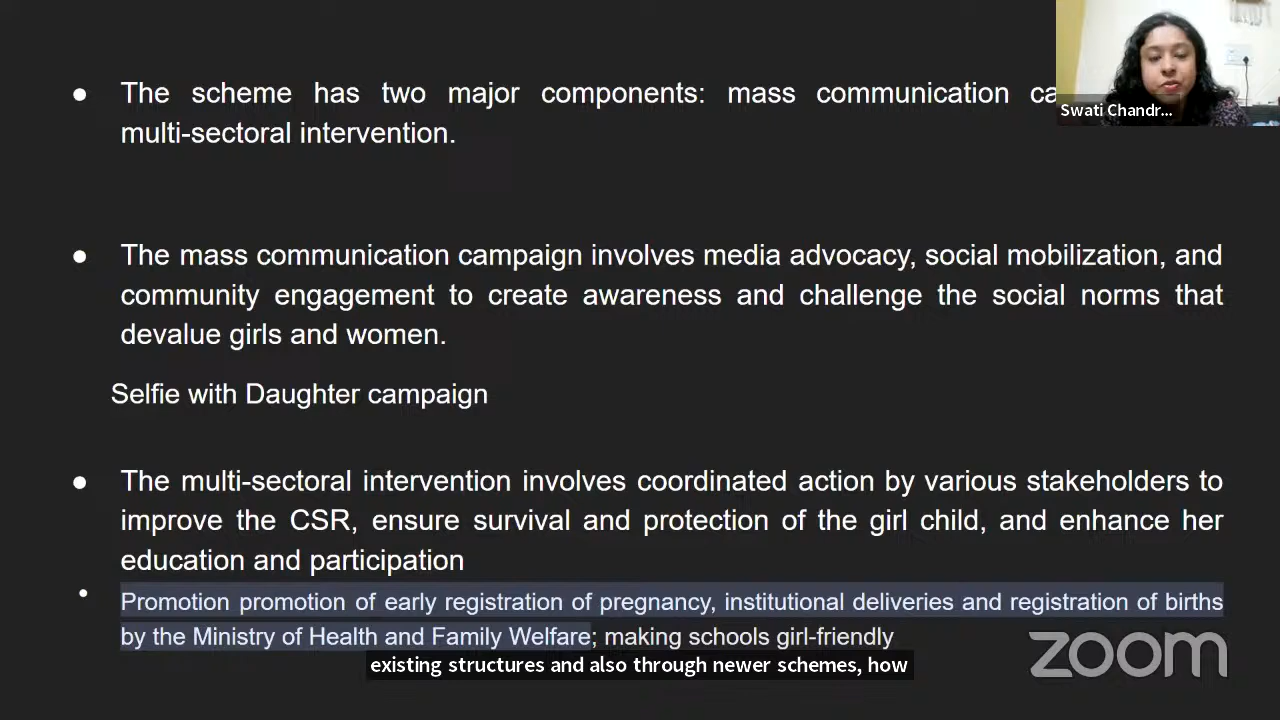 The scheme has two major components: mass communication ca
multi-sectoral intervention.
Swati Chandr...
The mass communication campaign involves media advocacy, social mobilization, and
community engagement to create awareness and challenge the social norms that
devalue girls and women.
Selfie with Daughter campaign
The multi-sectoral intervention involves coordinated action by various stakeholders to
improve the CSR, ensure survival and protection of the girl child, and enhance her
education and participation
Promotion promotion of early registration of pregnancy, institutional deliveries and registration of births
by the Ministry of Health and Family Welfare; making schools girl-friendly
existing structures and also through newer schemes, how
zoom